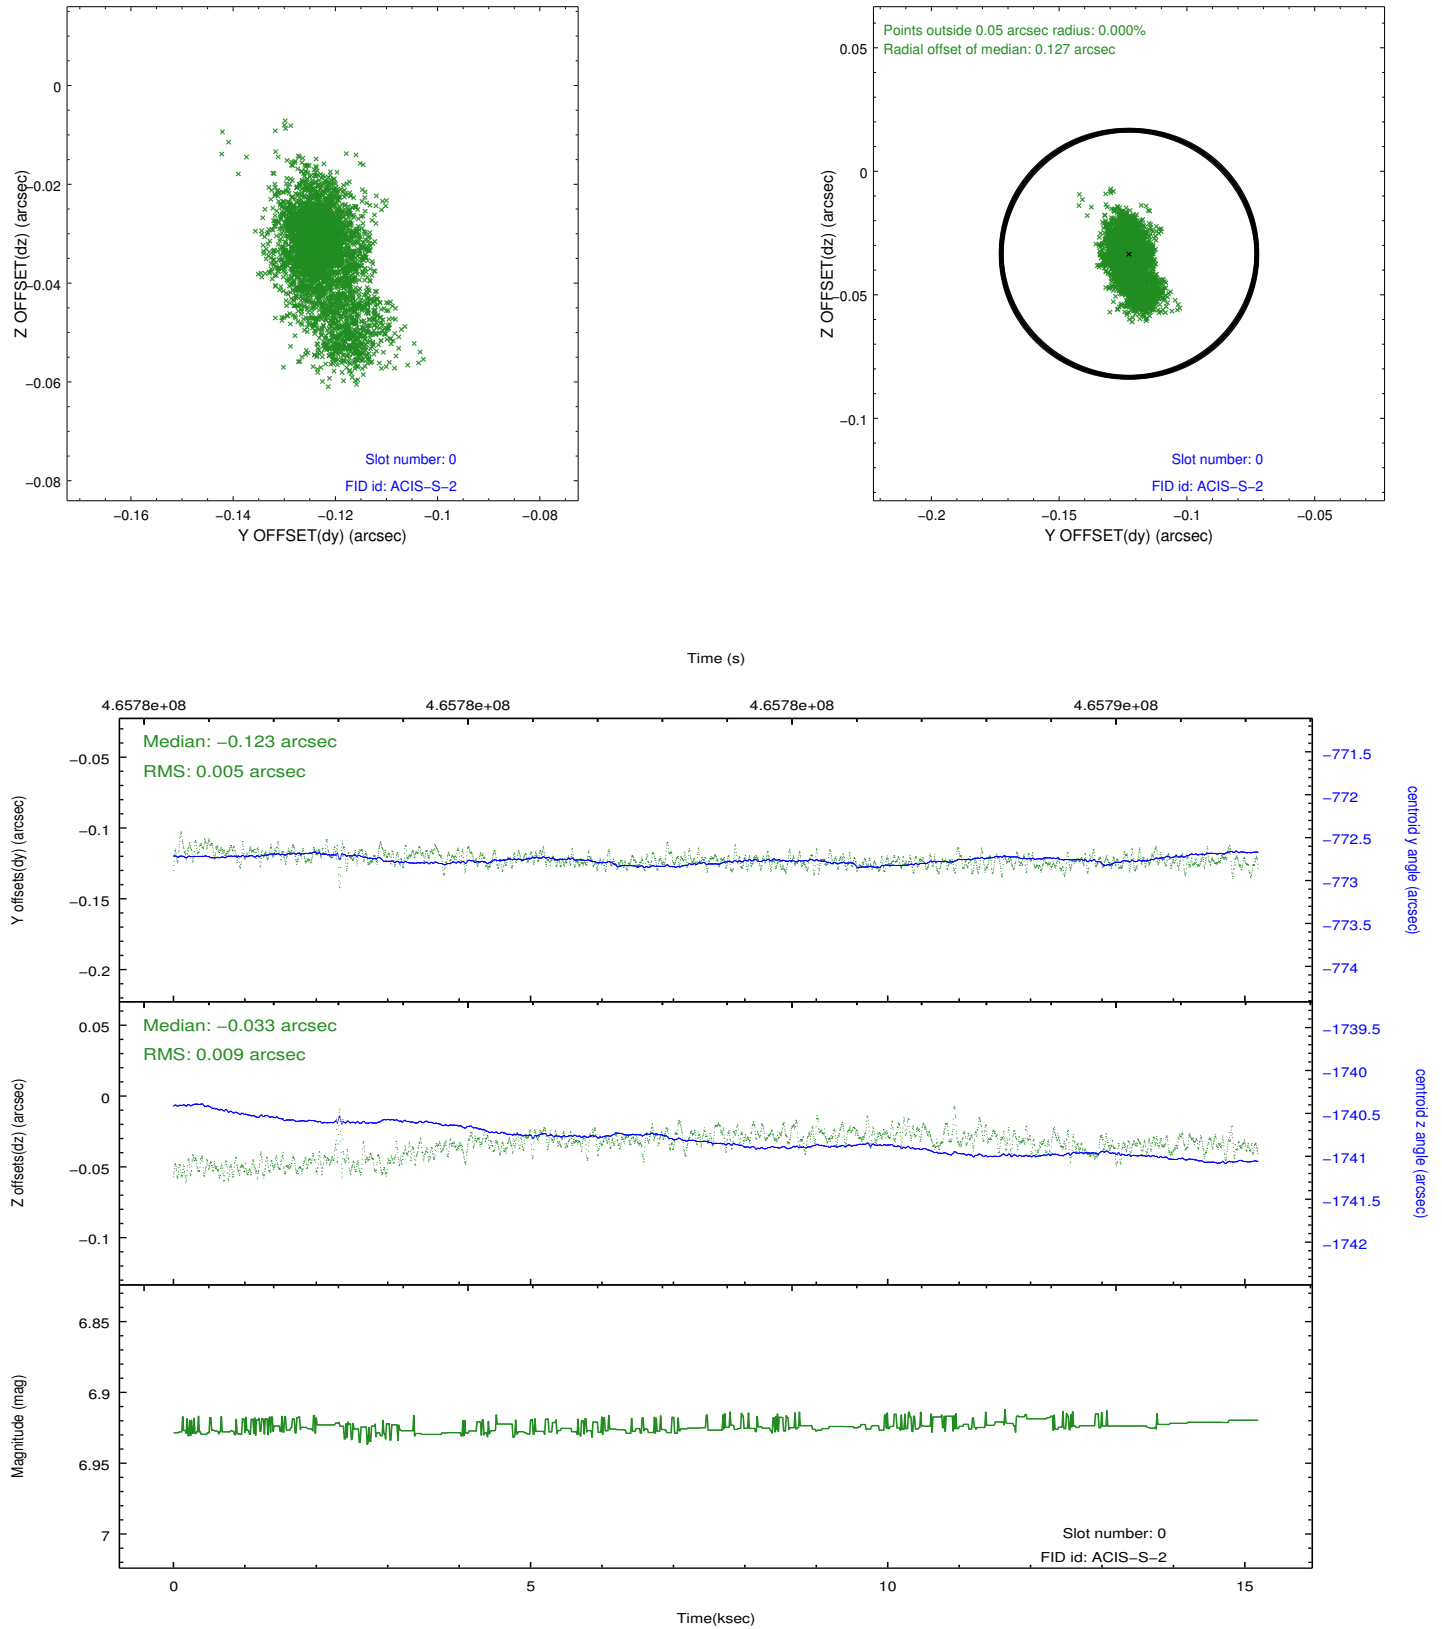 0
−0.02
−0.04
−0.06
−0.08
Z OFFSET(dz) (arcsec)
−0.16 −0.14 −0.12 −0.1 −0.08
Y OFFSET(dy) (arcsec)
Slot number: 0
FID id: ACIS−S−2
Points outside 0.05 arcsec radius: 0.000%
Radial offset of median: 0.127 arcsec
0.05
0
−0.05
−0.1
Z OFFSET(dz) (arcsec)
−0.2 −0.15 −0.1 −0.05
Y OFFSET(dy) (arcsec)
Slot number: 0
FID id: ACIS−S−2
Time (s)
4.6578e+08 4.6578e+08 4.6578e+08 4.6579e+08
Median: −0.123 arcsec
RMS: 0.005 arcsec
−0.05
−0.1
−0.15
−0.2
Y offsets(dy) (arcsec)
−771.5
−772
−772.5
−773
−773.5
−774
centroid y angle (arcsec)
Median: −0.033 arcsec
RMS: 0.009 arcsec
0.05
0
−0.05
−0.1
Z offsets(dz) (arcsec)
−1739.5
−1740
−1740.5
−1741
−1741.5
−1742
centroid z angle (arcsec)
6.85
6.9
6.95
7
Magnitude (mag)
Slot number: 0
FID id: ACIS−S−2
0 5 10 15
Time(ksec)